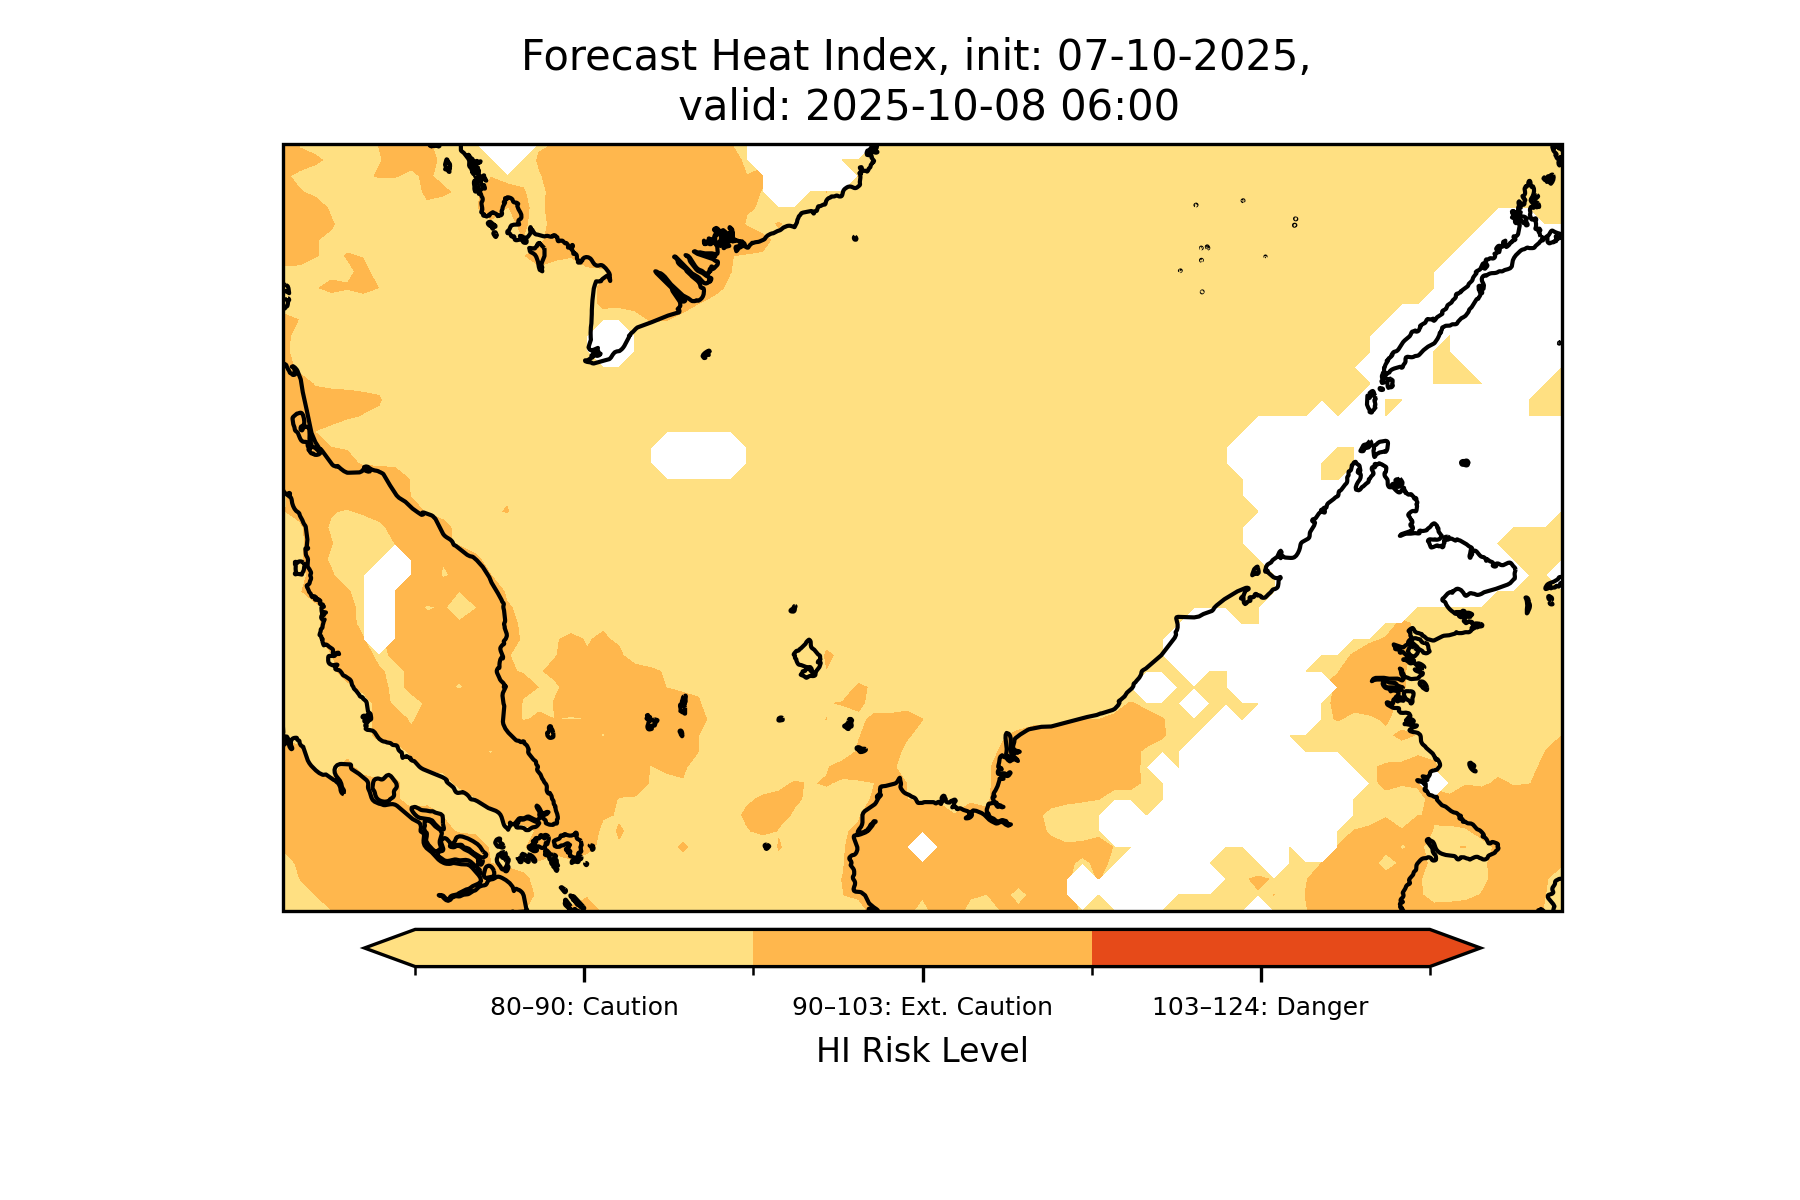 Forecast Heat Index, init: 07-10-2025,
valid: 2025-10-08 06:00
80–90: Caution
90–103: Ext. Caution
103–124: Danger
HI Risk Level